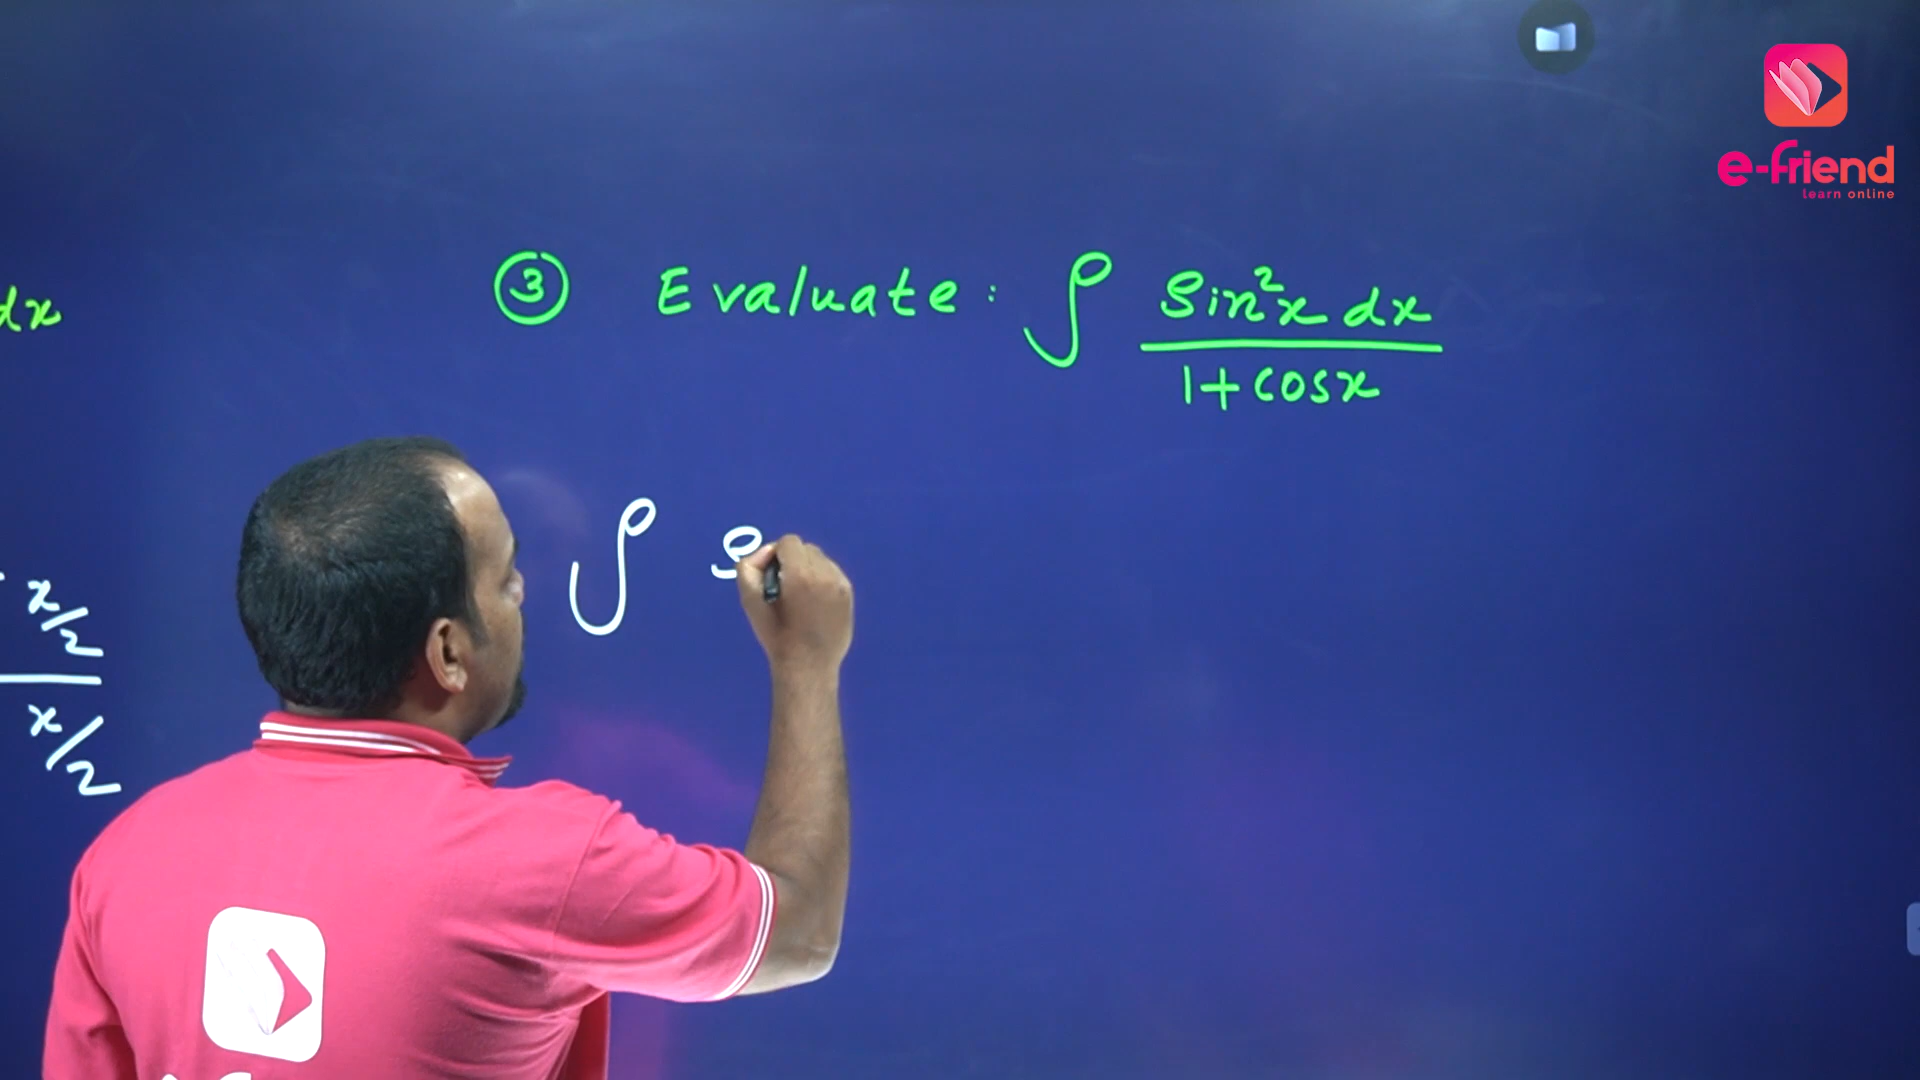 e-friend
learn online
dx
③ Evaluate: ∫ Sin²x dx
1+cosx
∫ S
x/2
x/2